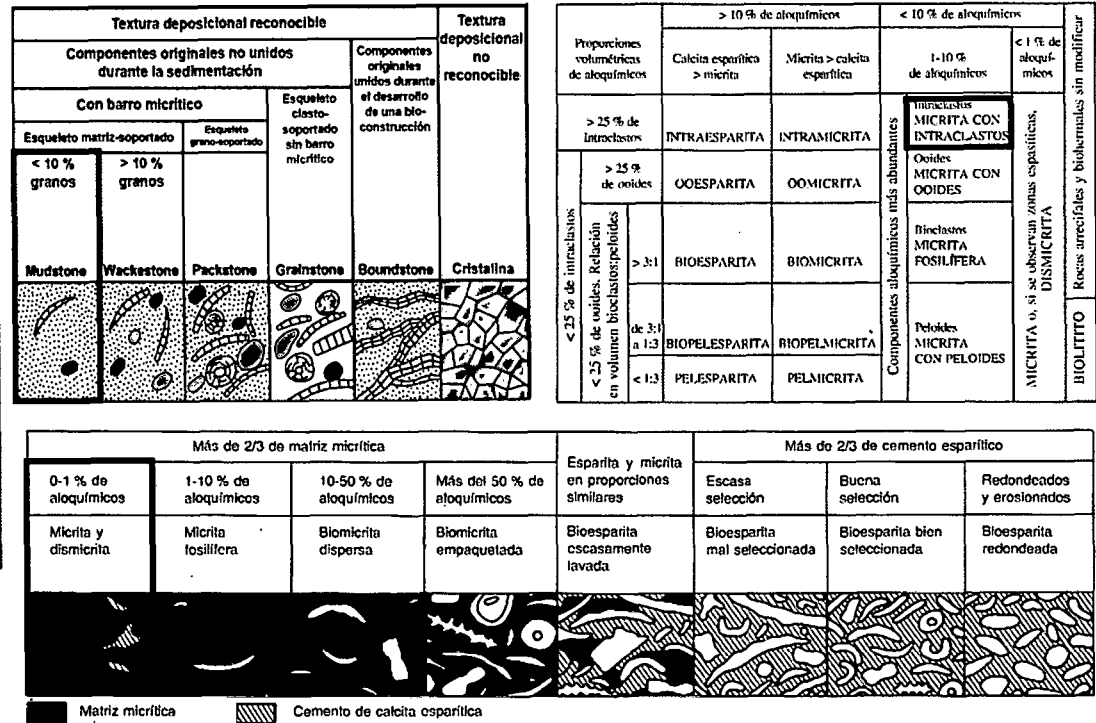 Textura deposicional reconocible
Textura
deposicional
no
reconocible
Componentes originales no unidos
durante la sedimentación
Componentes
originales
unidos durante
el desarrollo
de una bio-
construcción
Con barro micritico
Esqueleto
clasto-
soportado
sin barro
micritico
Esqueleto matriz-soportado
Esqueleto
grano-soportado
< 10 %
granos
> 10 %
granos
Mudstone
Wackestone
Packstone
Grainstone
Boundstone
Cristalina
Proporciones
volumétricas
de aloquímicos
> 10 % de aloquímicos
< 10 % de aloquímicos
Calcita esparítica
> micrita
Micrita > calcita
esparítica
1-10 %
de aloquímicos
< 1 % de
aloquí-
micos
Rocas arrecifales y biohermales sin modificar
BIOLITITO
> 25 % de
Intraclastos
INTRAESPARITA
INTRAMICRITA
Componentes aloquímicos más abundantes
Intraclastos
MICRITA CON
INTRACLASTOS
MICRITA o, si se observan zonas espasíticas,
DISMICRITA
< 25 % de intraclastos
> 25 %
de ooides
OOESPARITA
OOMICRITA
Ooides
MICRITA CON
OOIDES
< 25 % de ooides. Relación
en volumen bioclastos:peloides
> 3:1
BIOESPARITA
BIOMICRITA
Bioclastos
MICRITA
FOSILÍFERA
de 3:1
a 1:3
BIOPELESPARITA
BIOPELMICRITA
Peloides
MICRITA
CON PELOIDES
< 1:3
PELESPARITA
PELMICRITA
Más de 2/3 de matriz micrítica
Esparita y micrita
en proporciones
similares
Más de 2/3 de cemento esparítico
0-1 % de
aloquímicos
1-10 % de
aloquímicos
10-50 % de
aloquímicos
Más del 50 % de
aloquímicos
Escasa
selección
Buena
selección
Redondeados
y erosionados
Micrita y
dismicrita
Micrita
fosilífera
Biomicrita
dispersa
Biomicrita
empaquetada
Bioesparita
escasamente
lavada
Bioesparita
mal seleccionada
Bioesparita bien
seleccionada
Bioesparita
redondeada
Matriz micrítica
Cemento de calcita esparítica